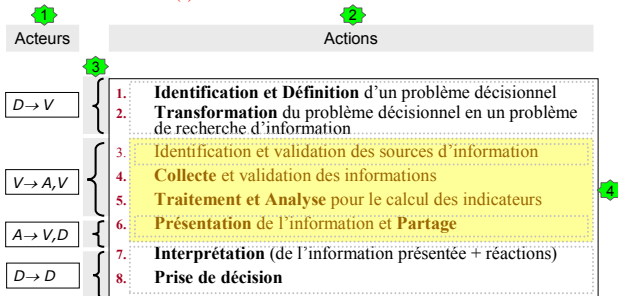 1 2
Acteurs Actions
3
D→ V
1. Identification et Définition d'un problème décisionnel
2. Transformation du problème décisionnel en un problème
de recherche d'information
V→ A,V
3. Identification et validation des sources d'information
4. Collecte et validation des informations
5. Traitement et Analyse pour le calcul des indicateurs
4
A→ V,D
6. Présentation de l'information et Partage
D→ D
7. Interprétation (de l'information présentée + réactions)
8. Prise de décision